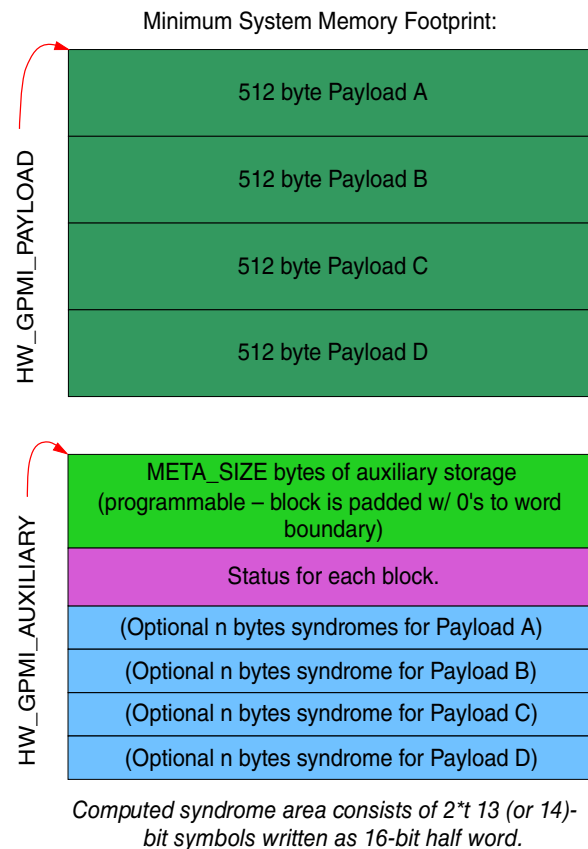 Minimum System Memory Footprint:
HW_GPMI_PAYLOAD
512 byte Payload A
512 byte Payload B
512 byte Payload C
512 byte Payload D
HW_GPMI_AUXILIARY
META_SIZE bytes of auxiliary storage
(programmable – block is padded w/ 0's to word
boundary)
Status for each block.
(Optional n bytes syndromes for Payload A)
(Optional n bytes syndrome for Payload B)
(Optional n bytes syndrome for Payload C)
(Optional n bytes syndrome for Payload D)
Computed syndrome area consists of 2*t 13 (or 14)-
bit symbols written as 16-bit half word.